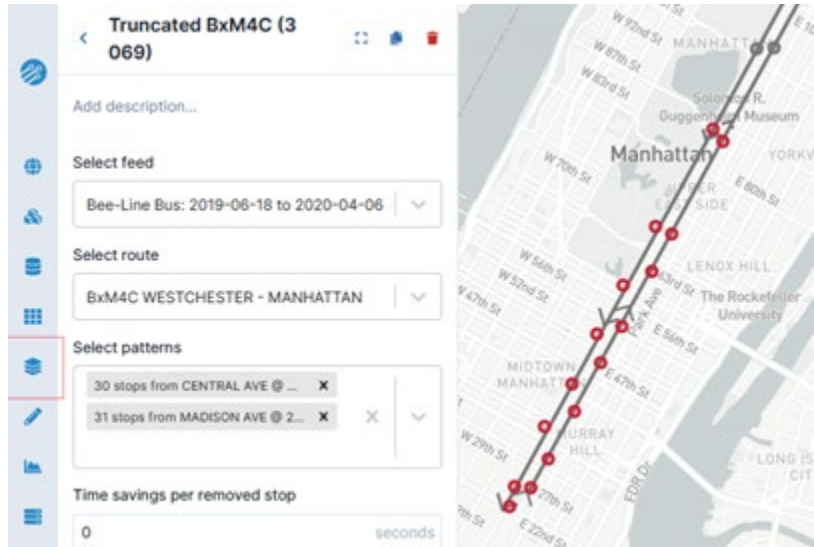 Truncated BxM4C (3
069)
Add description...
Select feed
Bee-Line Bus: 2019-06-18 to 2020-04-06
Select route
BxM4C WESTCHESTER - MANHATTAN
Select patterns
30 stops from CENTRAL AVE @ ...
31 stops from MADISON AVE @ 2...
Time savings per removed stop
0 seconds
W 92nd St
MANHATT
E 10
W 87th St
W 83rd St
Solomon R.
Guggenheim Museum
Manhattan
YORKV
W 70th St
UPPER
EAST SIDE
E 80th St
LENOX HILL
W 56th St
W 52nd St
63rd St
The Rockefeller
University
W 47th St
Park Ave
E 56th St
MIDTOWN
MANHATTAN
E 47th St
MURRAY
HILL
W 29th St
LONG IS
CIT
FDR Dr
27th St
E 22nd St